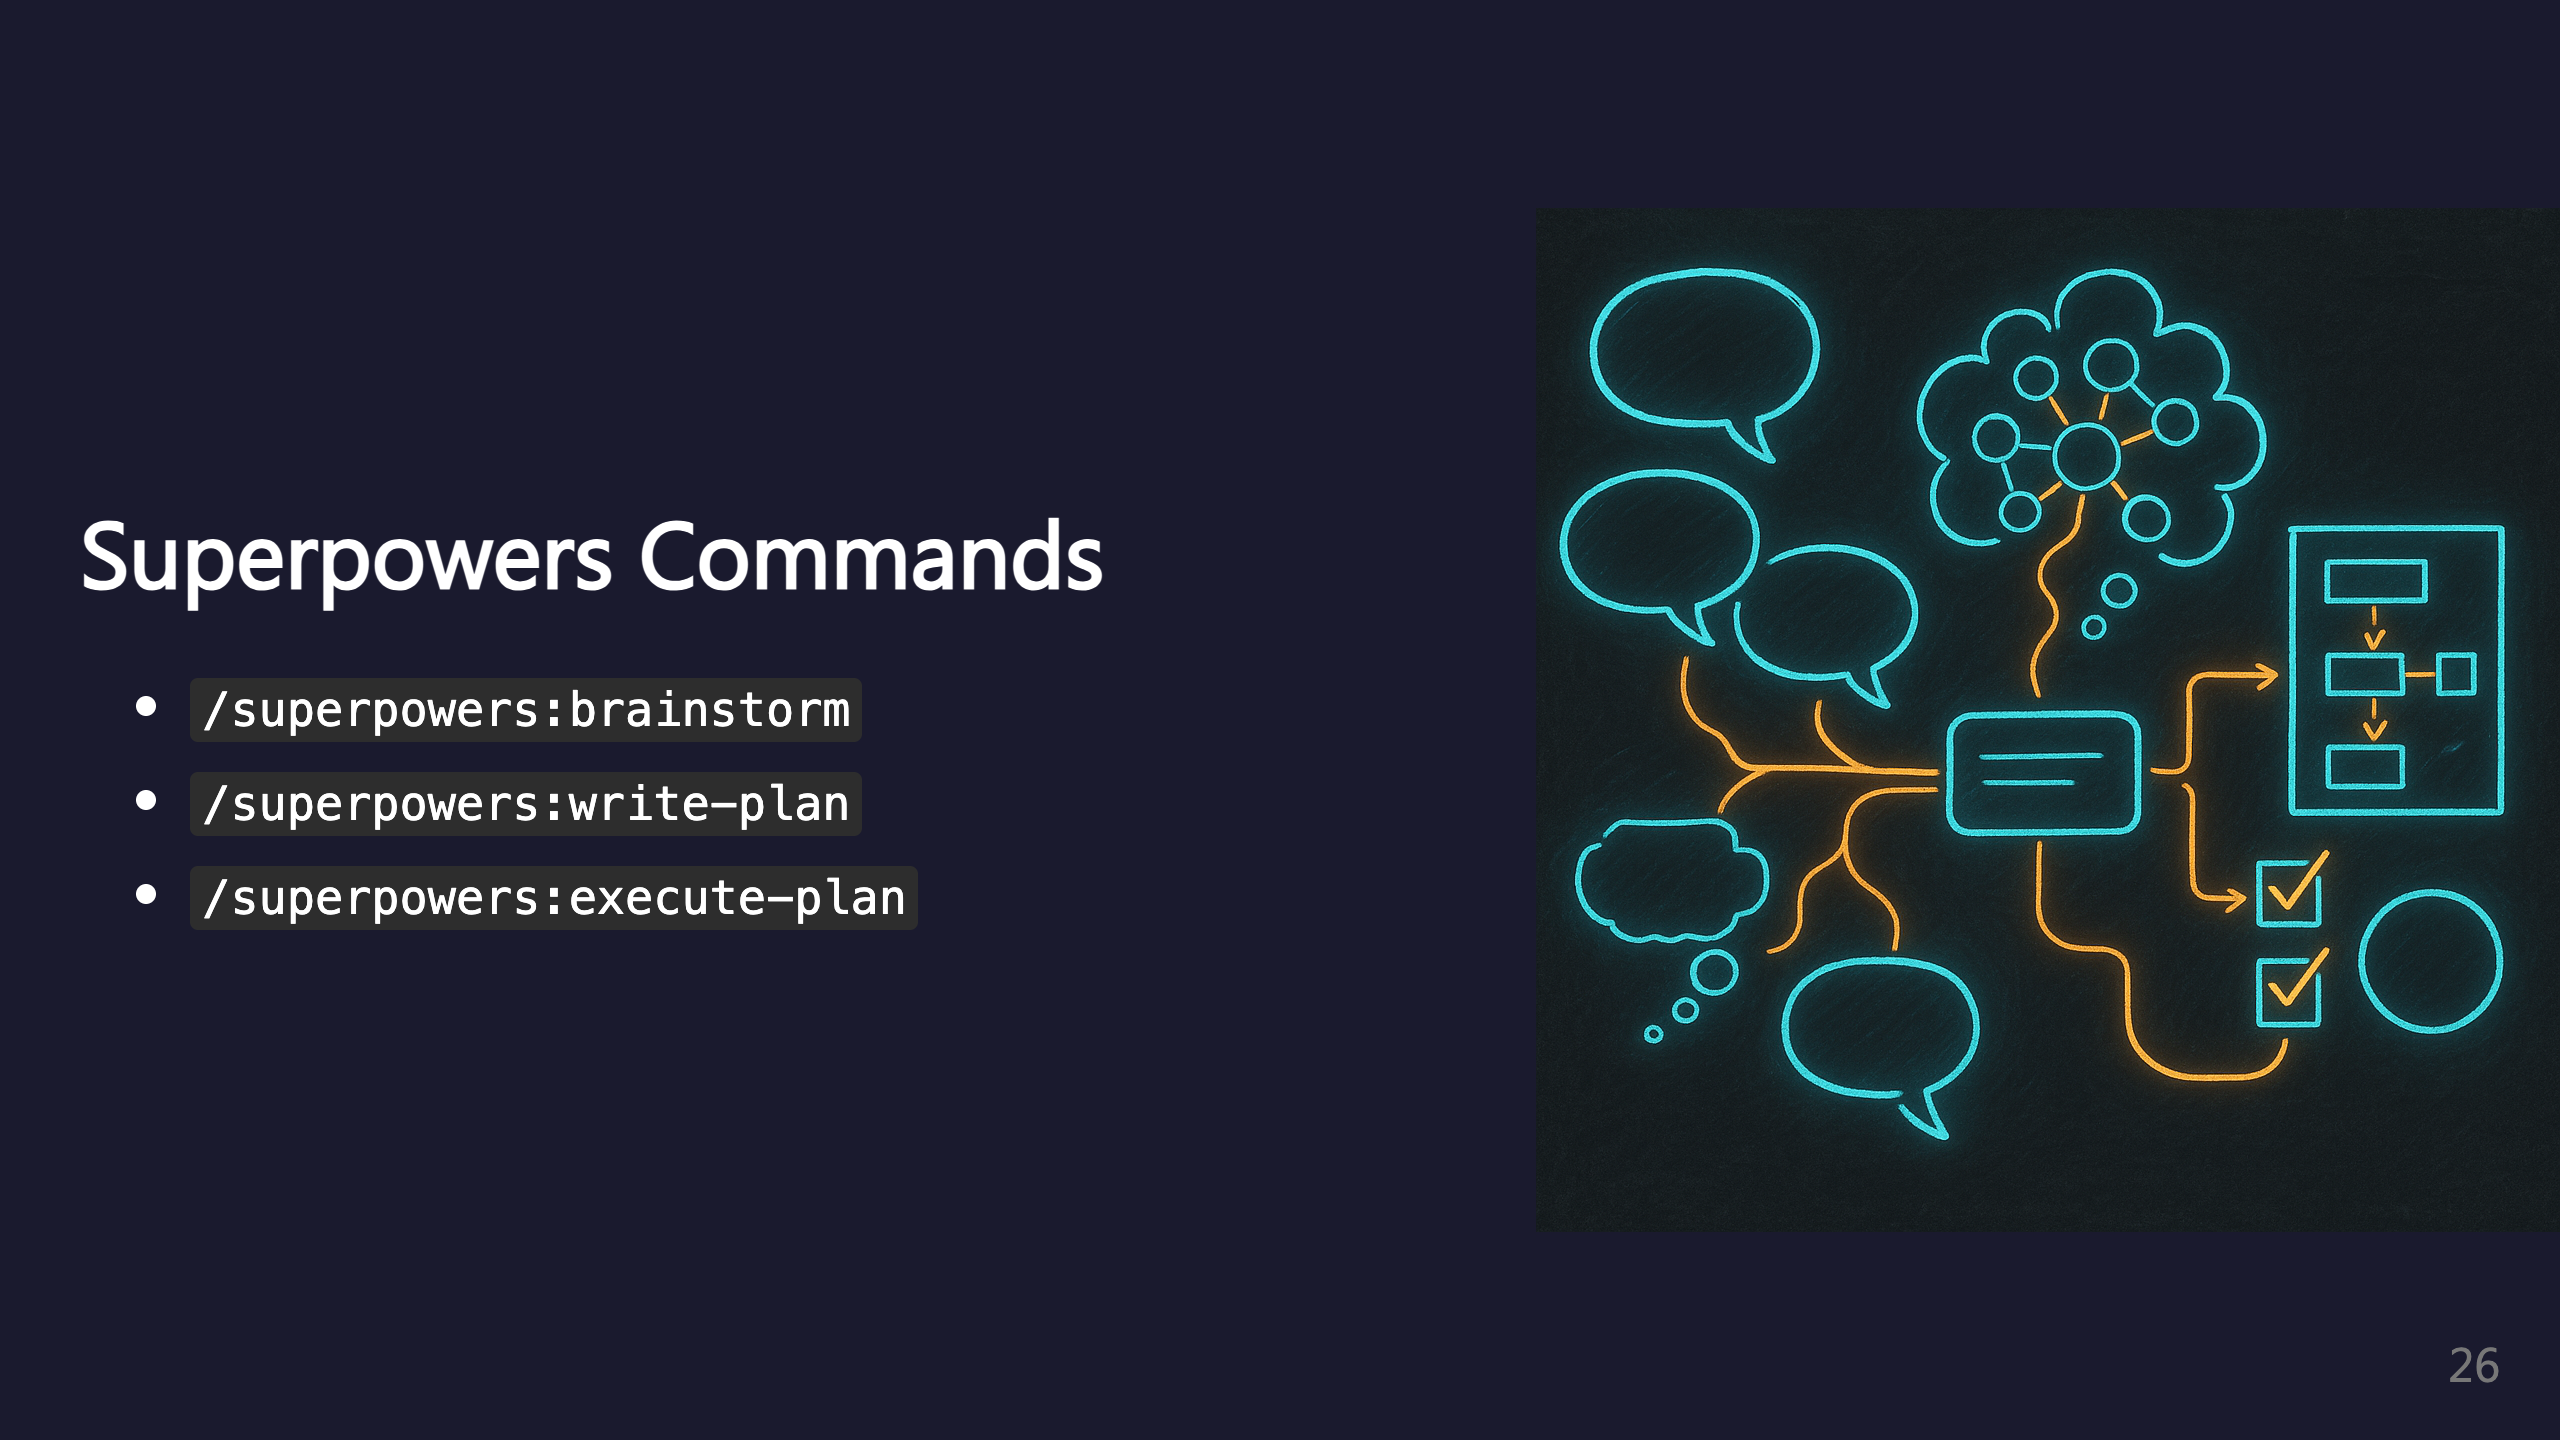 Superpowers Commands
/superpowers:brainstorm
/superpowers:write-plan
/superpowers:execute-plan
26